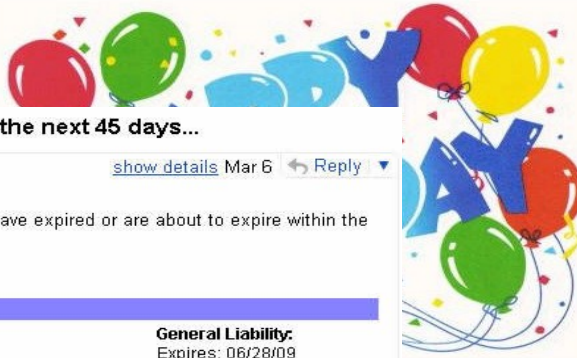 the next 45 days...
show details Mar 6 Reply
ave expired or are about to expire within the
General Liability:
Expires: 06/28/09